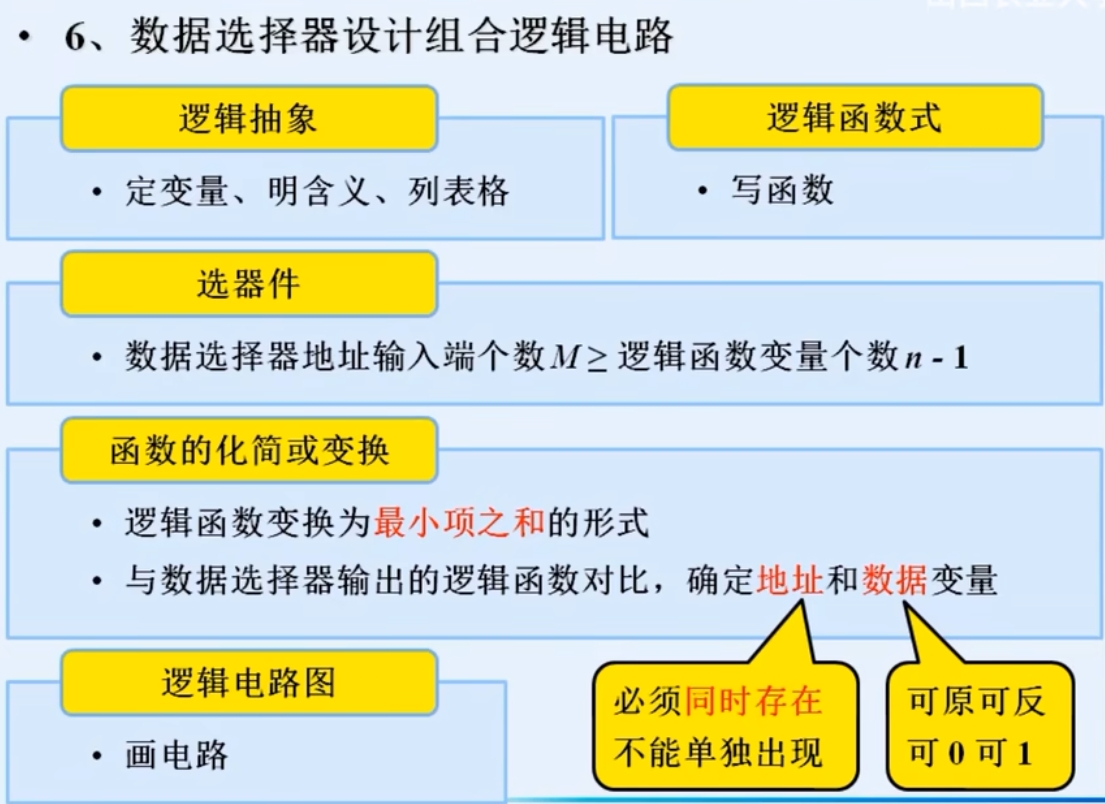 • 6、数据选择器设计组合逻辑电路
逻辑抽象
• 定变量、明含义、列表格
逻辑函数式
• 写函数
选器件
• 数据选择器地址输入端个数M≥逻辑函数变量个数n - 1
函数的化简或变换
• 逻辑函数变换为最小项之和的形式
• 与数据选择器输出的逻辑函数对比，确定地址和数据变量
必须同时存在
不能单独出现
可原可反
可 0 可 1
逻辑电路图
• 画电路